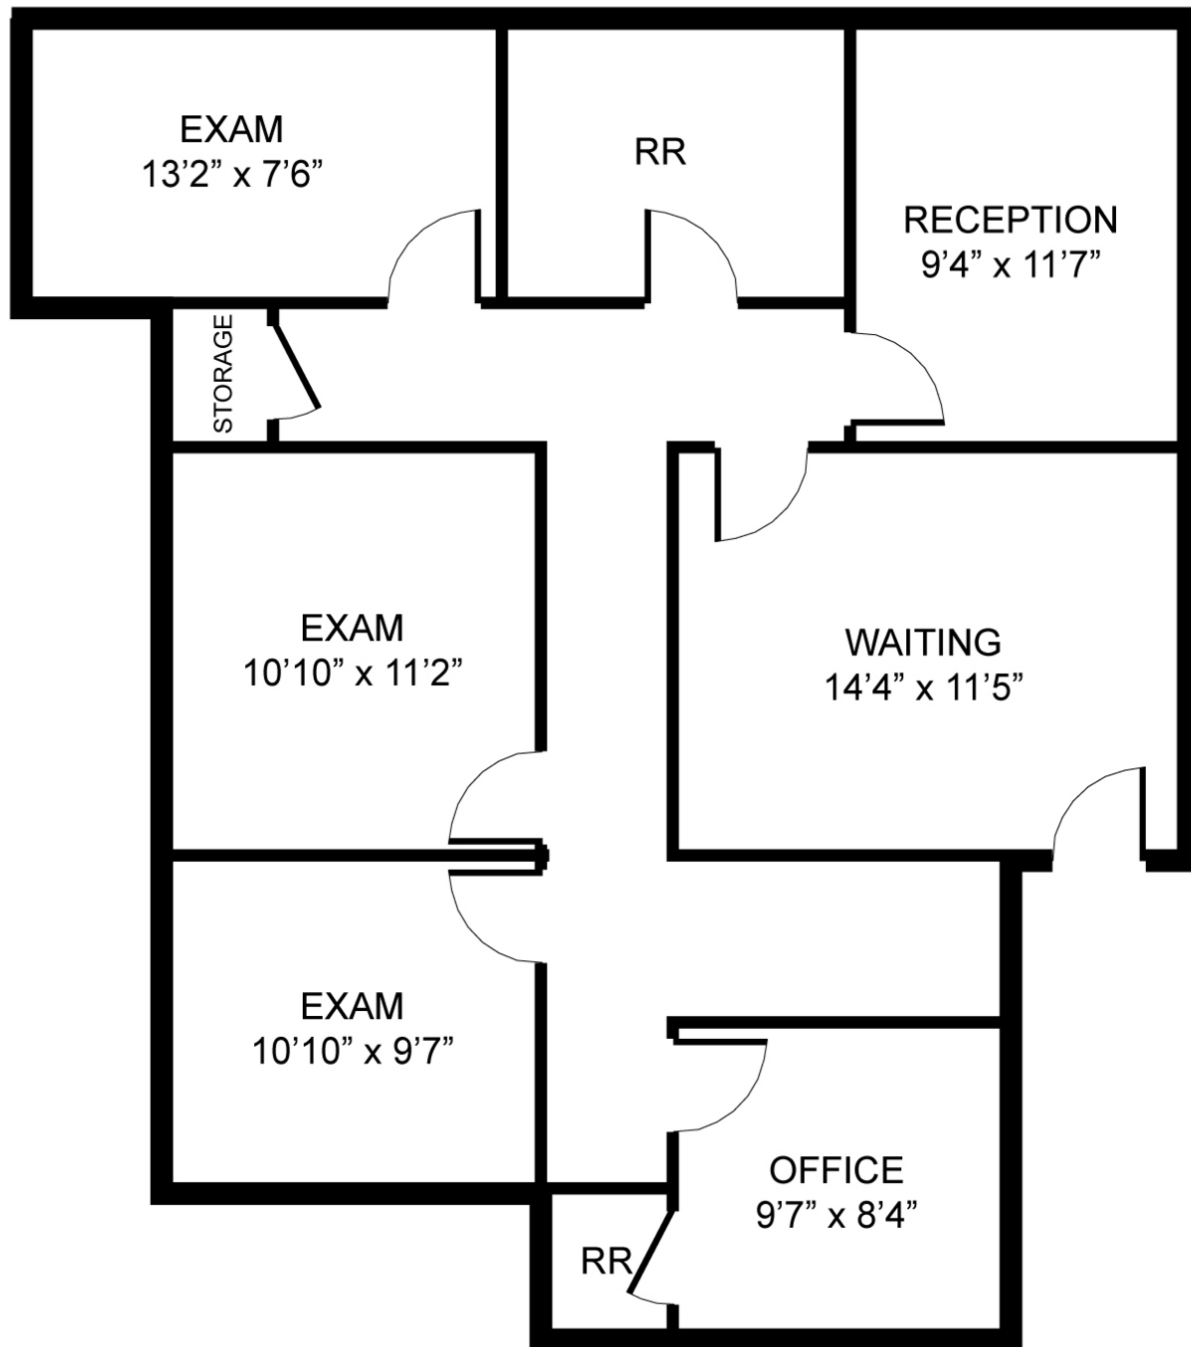 EXAM
13’2” x 7’6”
RR
RECEPTION
9’4” x 11’7”
STORAGE
EXAM
10’10” x 11’2”
WAITING
14’4” x 11’5”
EXAM
10’10” x 9’7”
OFFICE
9’7” x 8’4”
RR